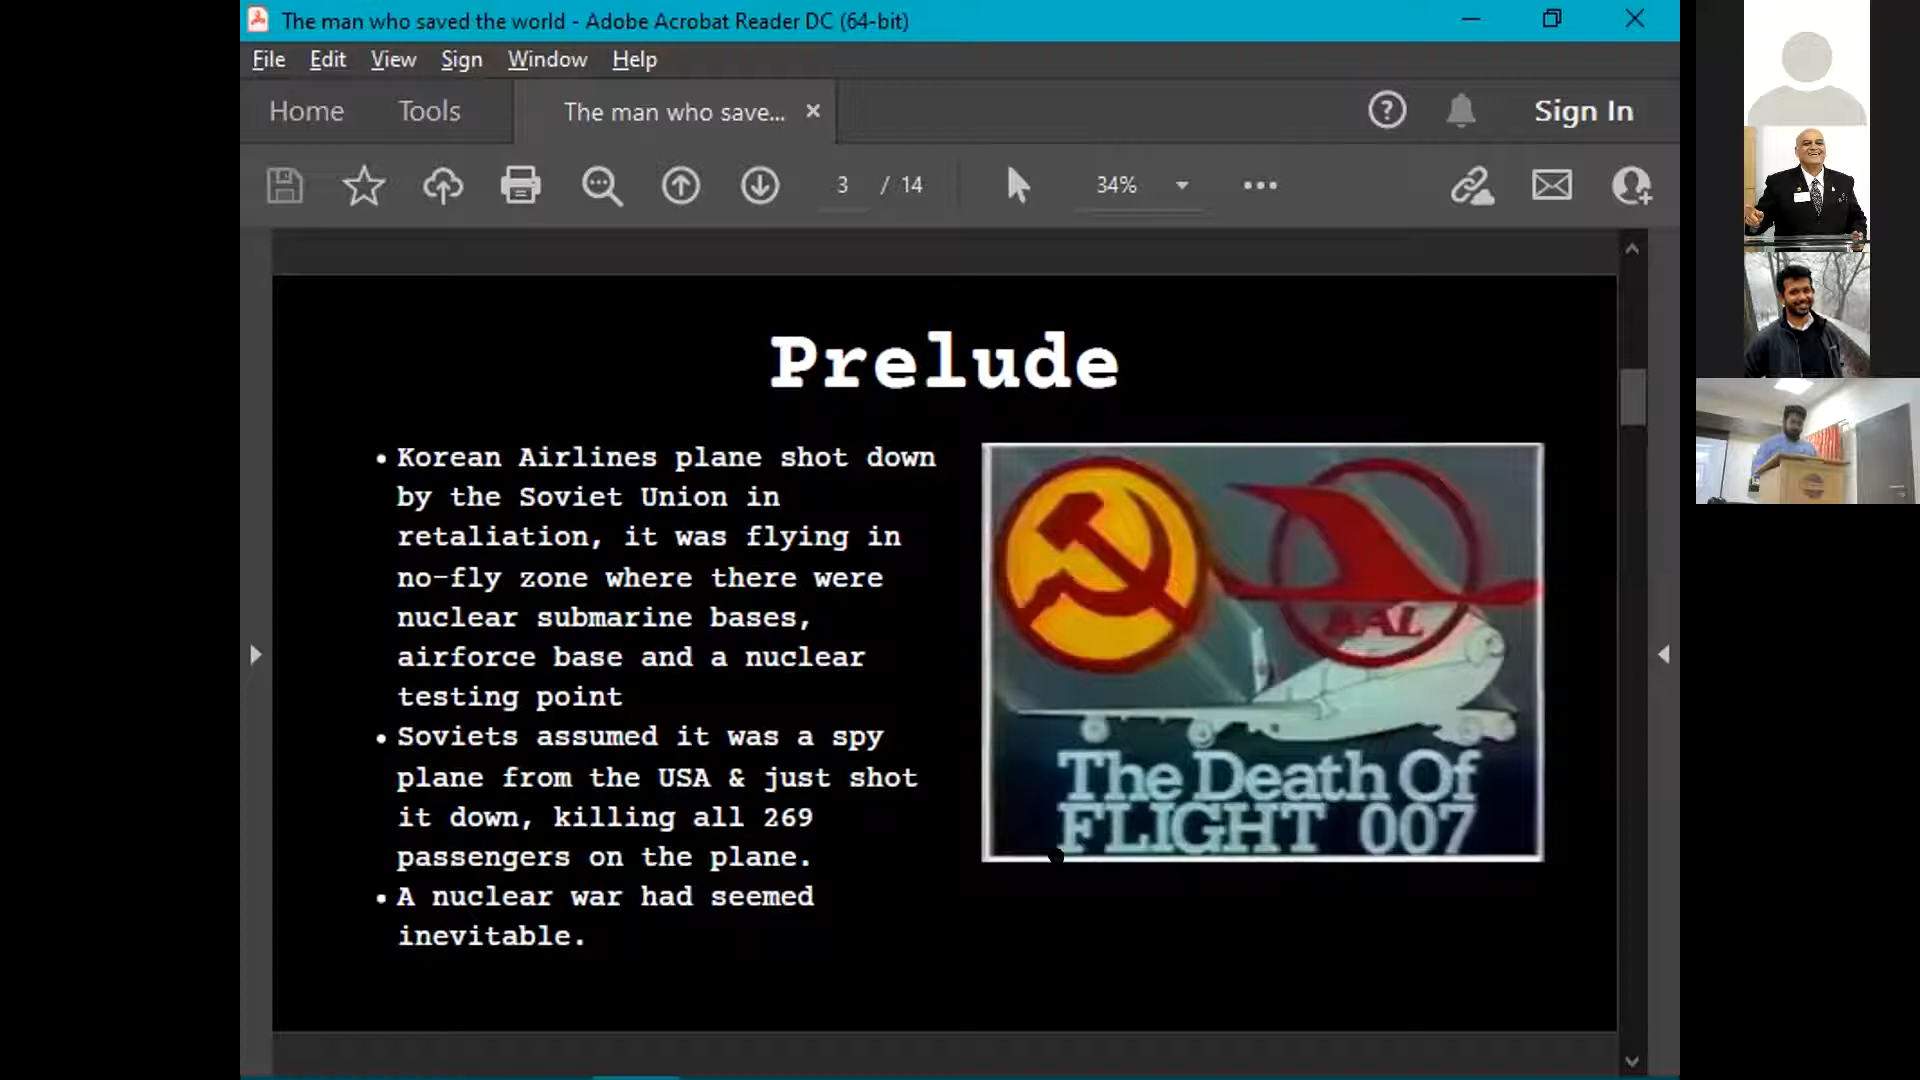 The man who saved the world - Adobe Acrobat Reader DC (64-bit)
File Edit View Sign Window Help
Home Tools The man who save... Sign In
3 / 14 34%
Prelude
• Korean Airlines plane shot down
by the Soviet Union in
retaliation, it was flying in
no-fly zone where there were
nuclear submarine bases,
airforce base and a nuclear
testing point
• Soviets assumed it was a spy
plane from the USA & just shot
it down, killing all 269
passengers on the plane.
• A nuclear war had seemed
inevitable.
KAL
The Death Of
FLIGHT 007